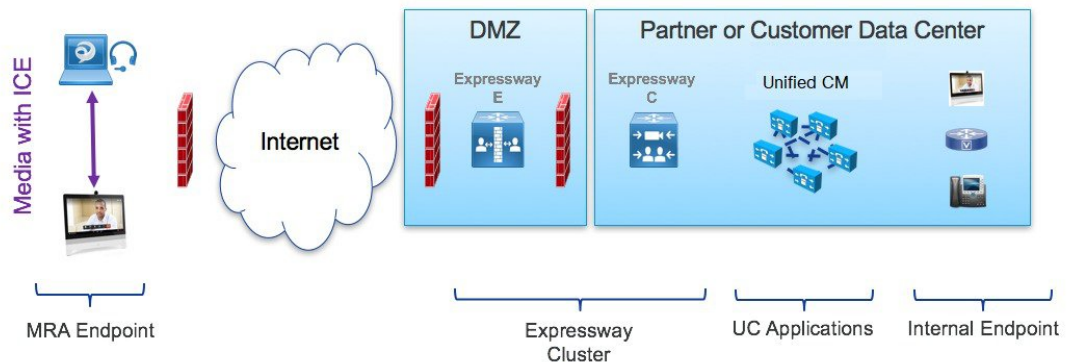 DMZ
Partner or Customer Data Center
Media with ICE
Expressway
E
Expressway
C
Unified CM
Internet
V
MRA Endpoint
Expressway
Cluster
UC Applications
Internal Endpoint